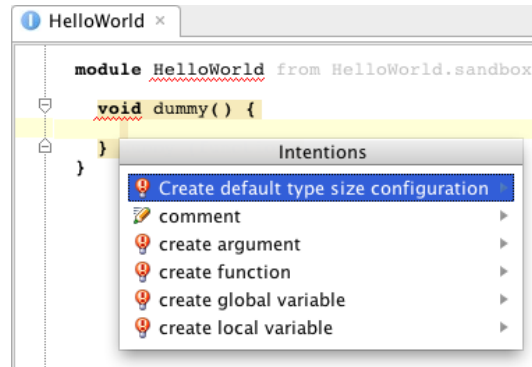 HelloWorld ×
module HelloWorld from HelloWorld.sandbox
void dummy() {
}
}
Intentions
Create default type size configuration
comment
create argument
create function
create global variable
create local variable